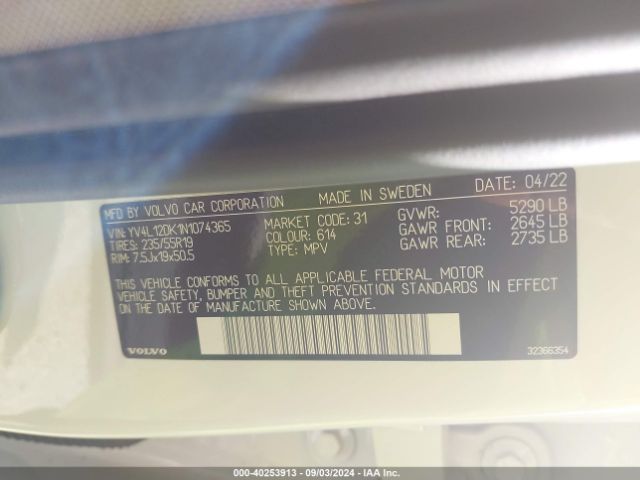 MFD BY VOLVO CAR CORPORATION MADE IN SWEDEN DATE: 04/22
VIN: YV4L12DK1N1074365 MARKET CODE: 31 GVWR: 5290 LB
TIRES: 235/55R19 COLOUR: 614 GAWR FRONT: 2645 LB
RIM: 7.5Jx19x50.5 TYPE: MPV GAWR REAR: 2735 LB
THIS VEHICLE CONFORMS TO ALL APPLICABLE FEDERAL MOTOR
VEHICLE SAFETY, BUMPER AND THEFT PREVENTION STANDARDS IN EFFECT
ON THE DATE OF MANUFACTURE SHOWN ABOVE.
VOLVO 32366354
000-40253913 - 09/03/2024 - IAA Inc.